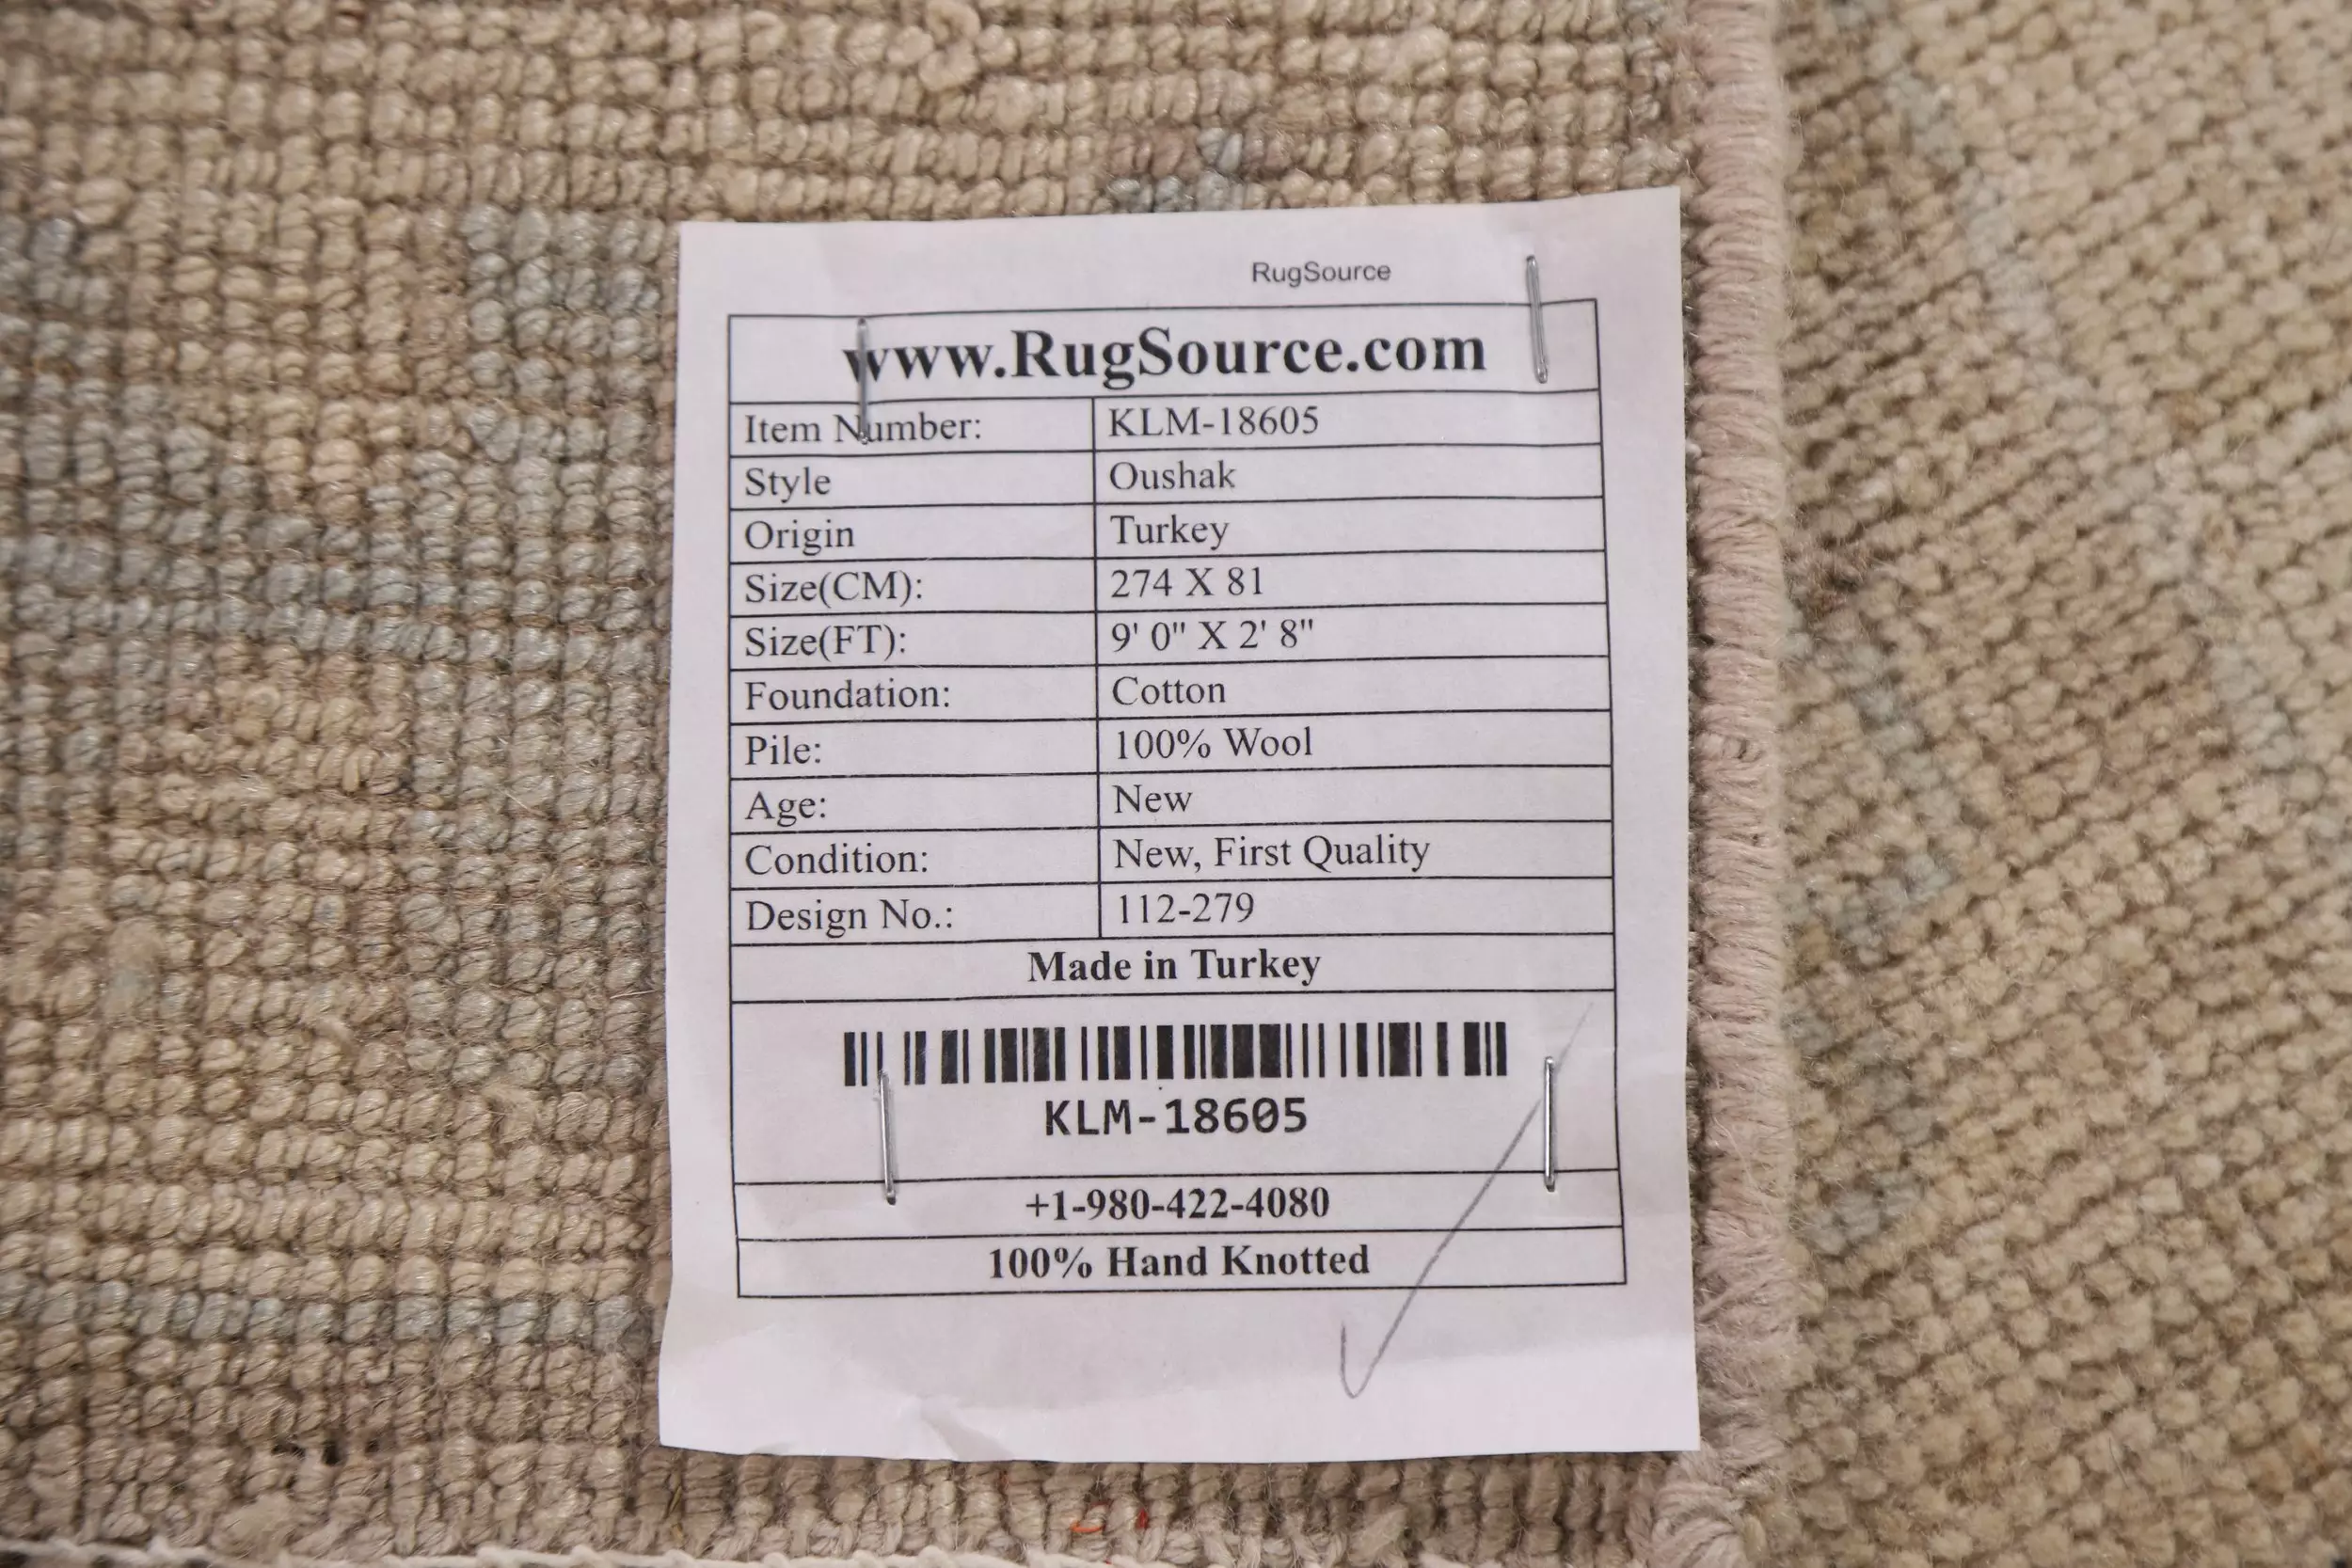 RugSource
www.RugSource.com
Item Number: KLM-18605
Style Oushak
Origin Turkey
Size(CM): 274 X 81
Size(FT): 9' 0" X 2' 8"
Foundation: Cotton
Pile: 100% Wool
Age: New
Condition: New, First Quality
Design No.: 112-279
Made in Turkey
KLM-18605
+1-980-422-4080
100% Hand Knotted